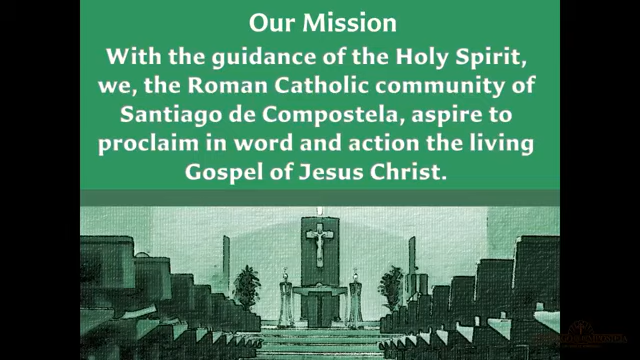 Our Mission
With the guidance of the Holy Spirit,
we, the Roman Catholic community of
Santiago de Compostela, aspire to
proclaim in word and action the living
Gospel of Jesus Christ.